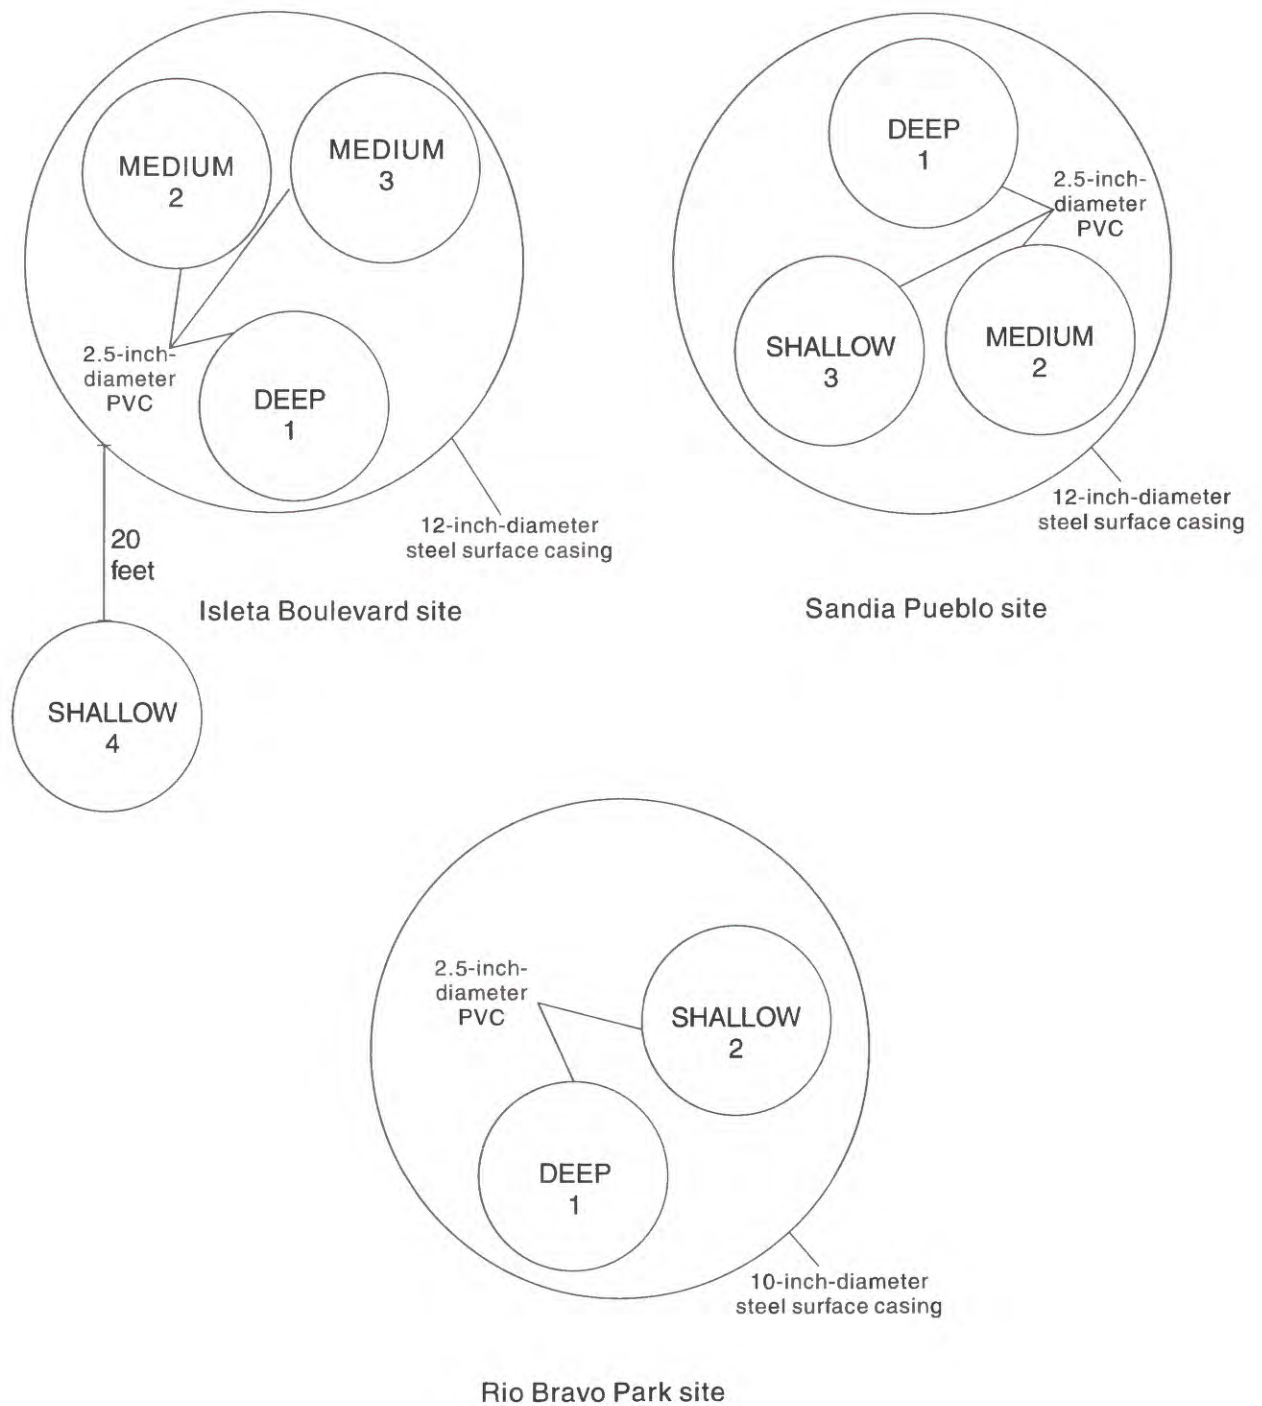 MEDIUM
2
MEDIUM
3
2.5-inch-
diameter
PVC
DEEP
1
12-inch-diameter
steel surface casing
20
feet
Isleta Boulevard site
SHALLOW
4
DEEP
1
2.5-inch-
diameter
PVC
SHALLOW
3
MEDIUM
2
12-inch-diameter
steel surface casing
Sandia Pueblo site
2.5-inch-
diameter
PVC
SHALLOW
2
DEEP
1
10-inch-diameter
steel surface casing
Rio Bravo Park site